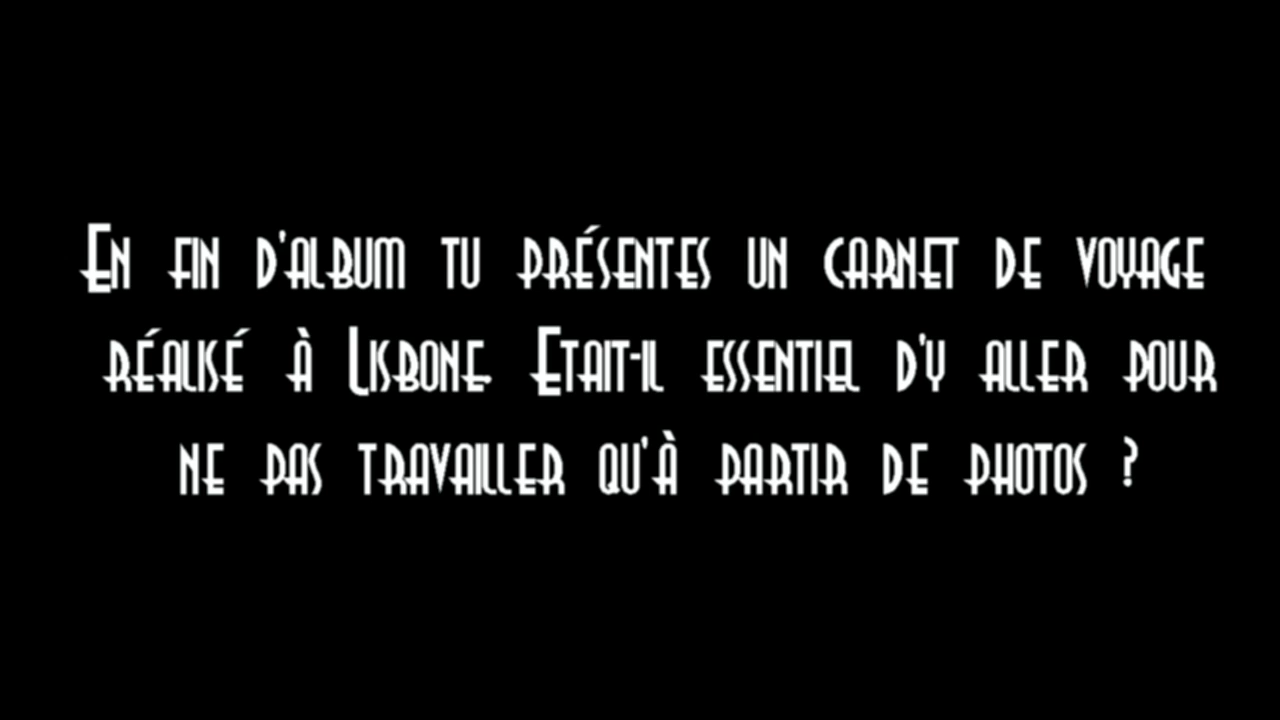 En fin d'album tu présentes un carnet de voyage
réalisé à Lisbone. Etait-il essentiel d'y aller pour
ne pas travailler qu'à partir de photos ?